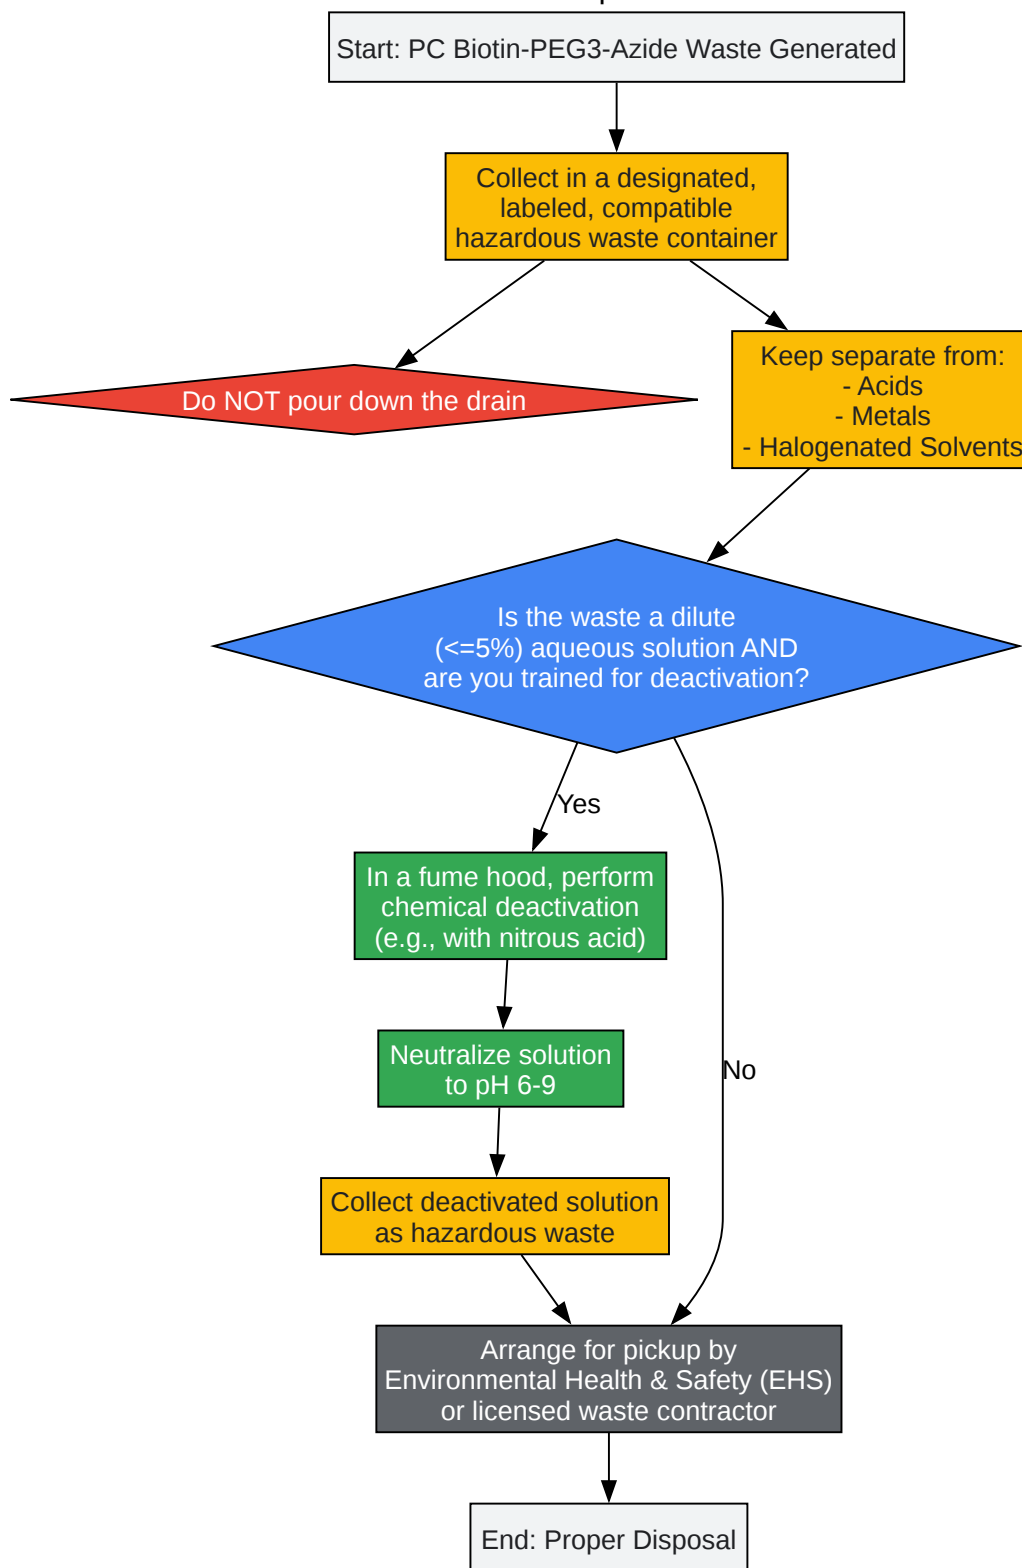 Start: PC Biotin-PEG3-Azide Waste Generated
Collect in a designated,
labeled, compatible
hazardous waste container
Keep separate from:
- Acids
- Metals
- Halogenated Solvents
Do NOT pour down the drain
Is the waste a dilute
(<=5%) aqueous solution AND
are you trained for deactivation?
Yes
In a fume hood, perform
chemical deactivation
(e.g., with nitrous acid)
Neutralize solution
to pH 6-9
No
Collect deactivated solution
as hazardous waste
Arrange for pickup by
Environmental Health & Safety (EHS)
or licensed waste contractor
End: Proper Disposal